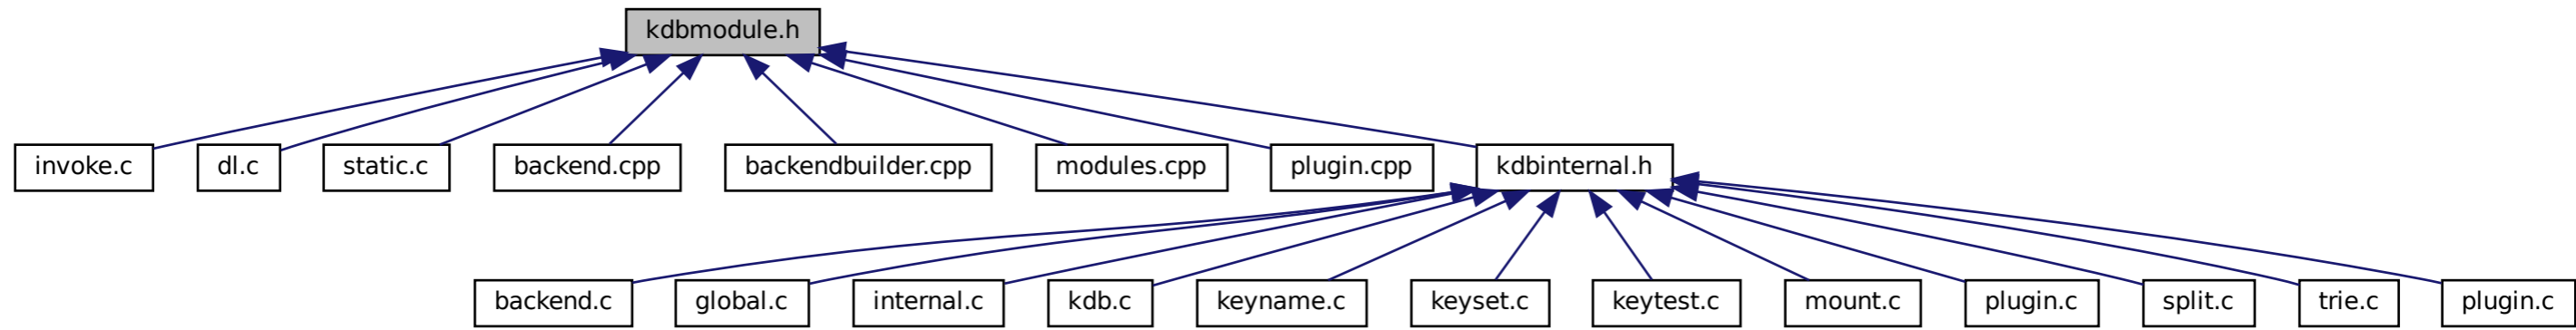 kdbmodule.h
invoke.c
dl.c
static.c
backend.cpp
backendbuilder.cpp
modules.cpp
plugin.cpp
kdbinternal.h
backend.c
global.c
internal.c
kdb.c
keyname.c
keyset.c
keytest.c
mount.c
plugin.c
split.c
trie.c
plugin.c